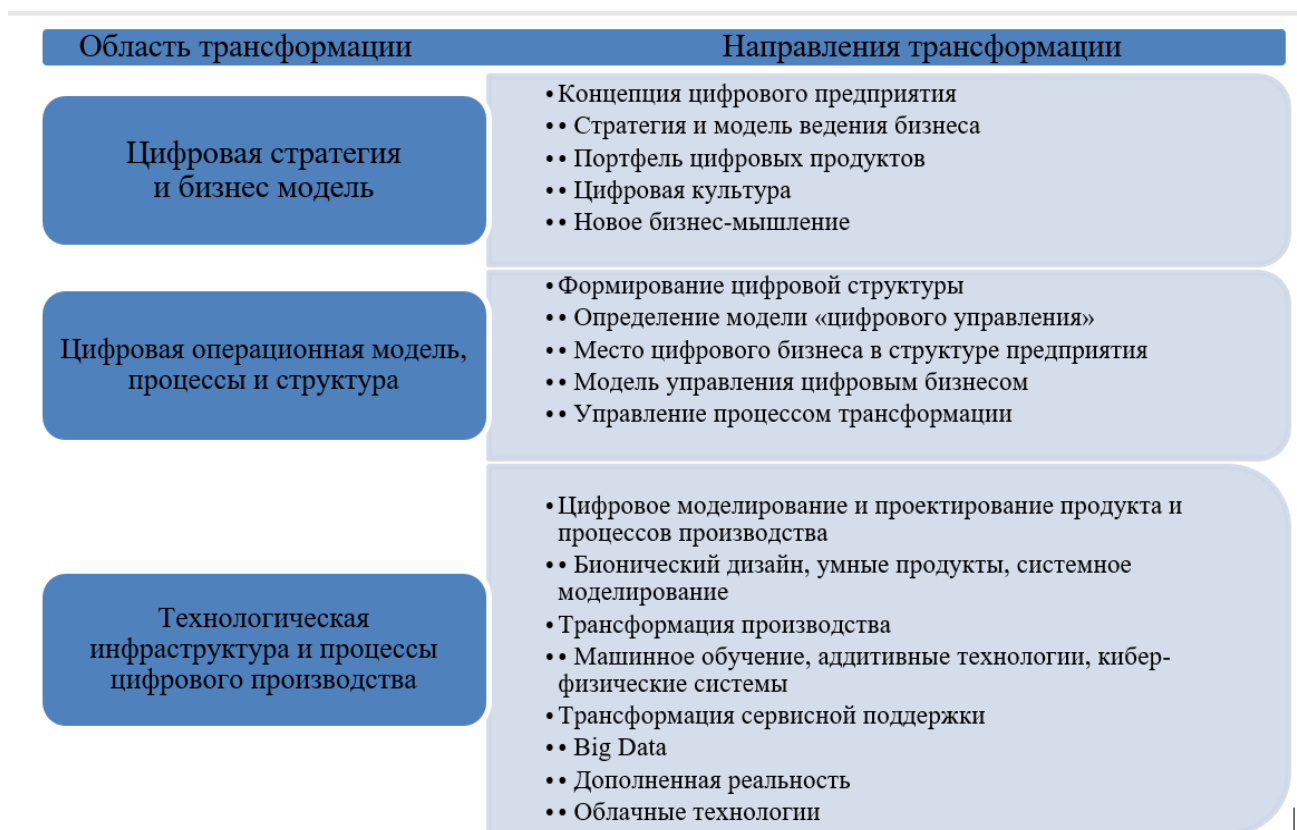 Область трансформации
Направления трансформации
Цифровая стратегия
и бизнес модель
• Концепция цифрового предприятия
• • Стратегия и модель ведения бизнеса
• • Портфель цифровых продуктов
• • Цифровая культура
• • Новое бизнес-мышление
Цифровая операционная модель,
процессы и структура
• Формирование цифровой структуры
• • Определение модели «цифрового управления»
• • Место цифрового бизнеса в структуре предприятия
• • Модель управления цифровым бизнесом
• • Управление процессом трансформации
Технологическая
инфраструктура и процессы
цифрового производства
• Цифровое моделирование и проектирование продукта и
процессов производства
• • Бионический дизайн, умные продукты, системное
моделирование
• Трансформация производства
• • Машинное обучение, аддитивные технологии, кибер-
физические системы
• Трансформация сервисной поддержки
• • Big Data
• • Дополненная реальность
• • Облачные технологии